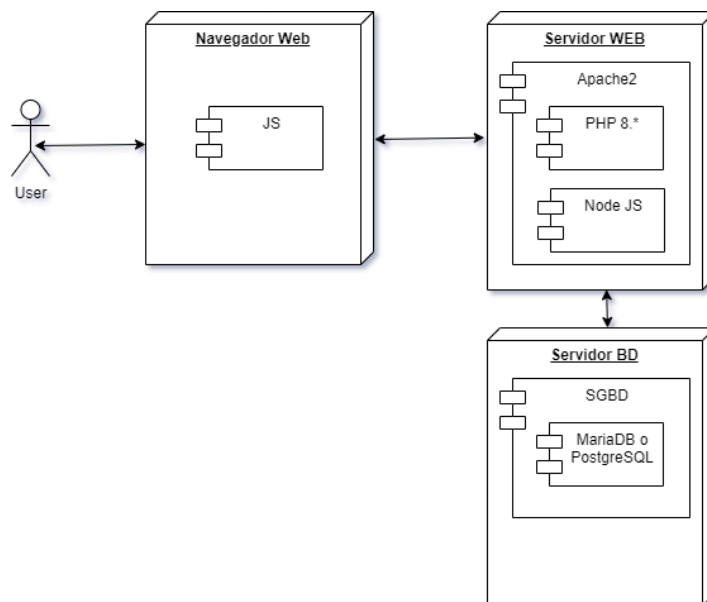 Navegador Web
JS
User
Servidor WEB
Apache2
PHP 8.*
Node JS
Servidor BD
SGBD
MariaDB o
PostgreSQL